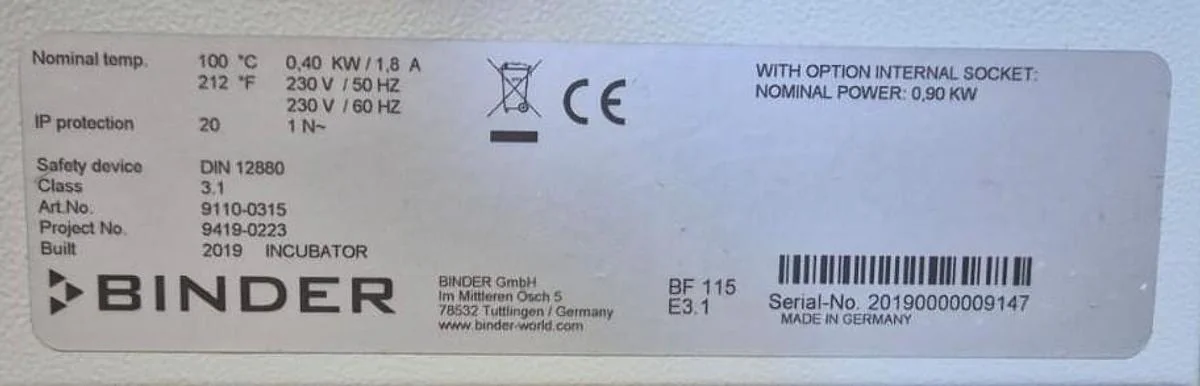 Nominal temp. 100 °C 0,40 KW / 1,8 A
212 °F 230 V / 50 HZ
230 V / 60 HZ
IP protection 20 1 N~
Safety device DIN 12880
Class 3.1
Art.No. 9110-0315
Project No. 9419-0223
Built 2019 INCUBATOR
BINDER
CE
WITH OPTION INTERNAL SOCKET:
NOMINAL POWER: 0,90 KW
BINDER GmbH
Im Mittleren Ösch 5
78532 Tuttlingen / Germany
www.binder-world.com
BF 115
E3.1
Serial-No. 20190000009147
MADE IN GERMANY